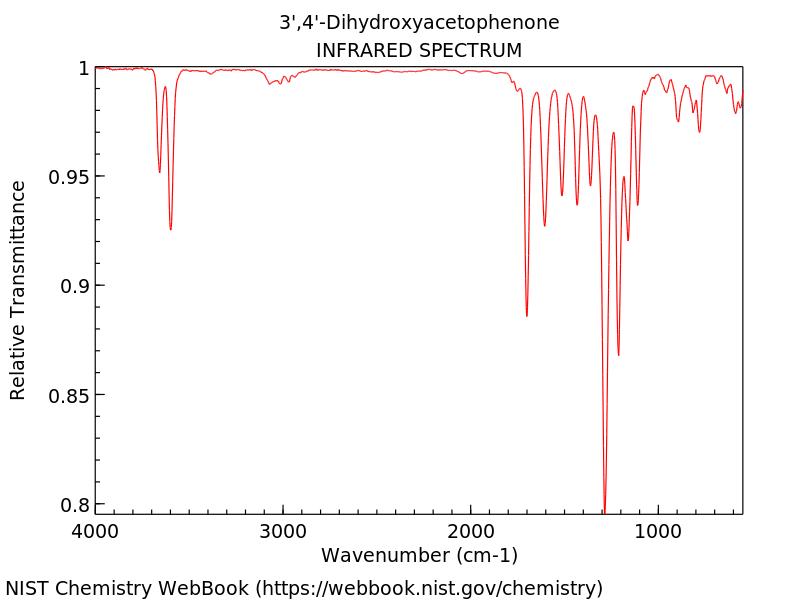 3',4'-Dihydroxyacetophenone
INFRARED SPECTRUM
1
0.95
0.9
0.85
0.8
Relative Transmittance
4000 3000 2000 1000
Wavenumber (cm-1)
NIST Chemistry WebBook (https://webbook.nist.gov/chemistry)